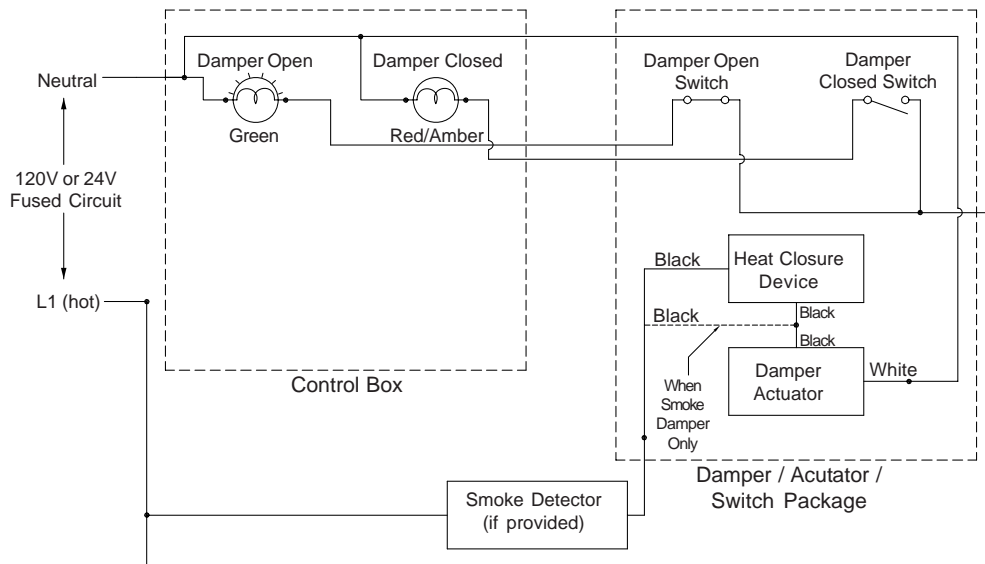 Damper Open
Damper Closed
Damper Open
Switch
Damper
Closed Switch
Neutral
Green
Red/Amber
120V or 24V
Fused Circuit
L1 (hot)
Black
Heat Closure
Device
Black
Black
Black
Damper
Actuator
White
When
Smoke
Damper
Only
Control Box
Damper / Acutator /
Switch Package
Smoke Detector
(if provided)